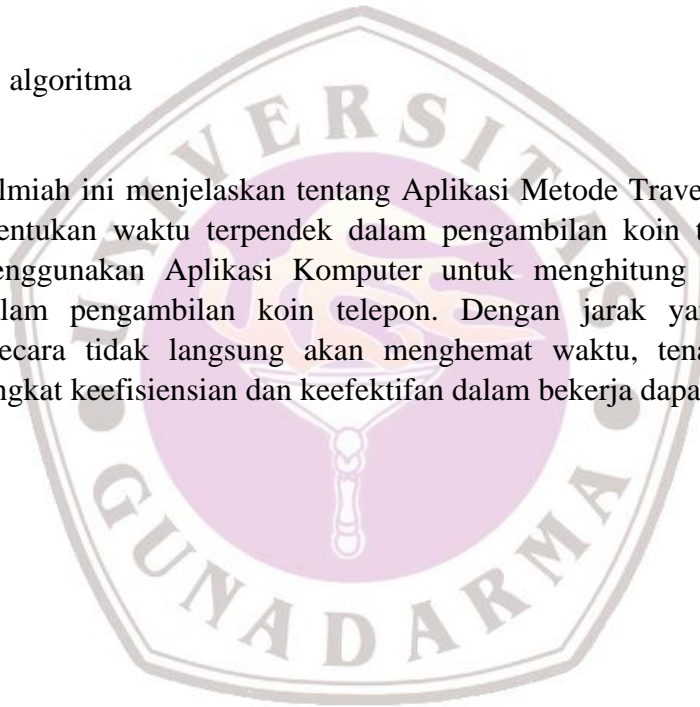 algoritma
UNIVERSITAS
lmiah ini menjelaskan tentang Aplikasi Metode Trave
entukan waktu terpendek dalam pengambilan koin t
enggunakan Aplikasi Komputer untuk menghitung
lam pengambilan koin telepon. Dengan jarak ya
ecara tidak langsung akan menghemat waktu, tena
ngkat keefisiensian dan keefektifan dalam bekerja dapa
GUNADARMA